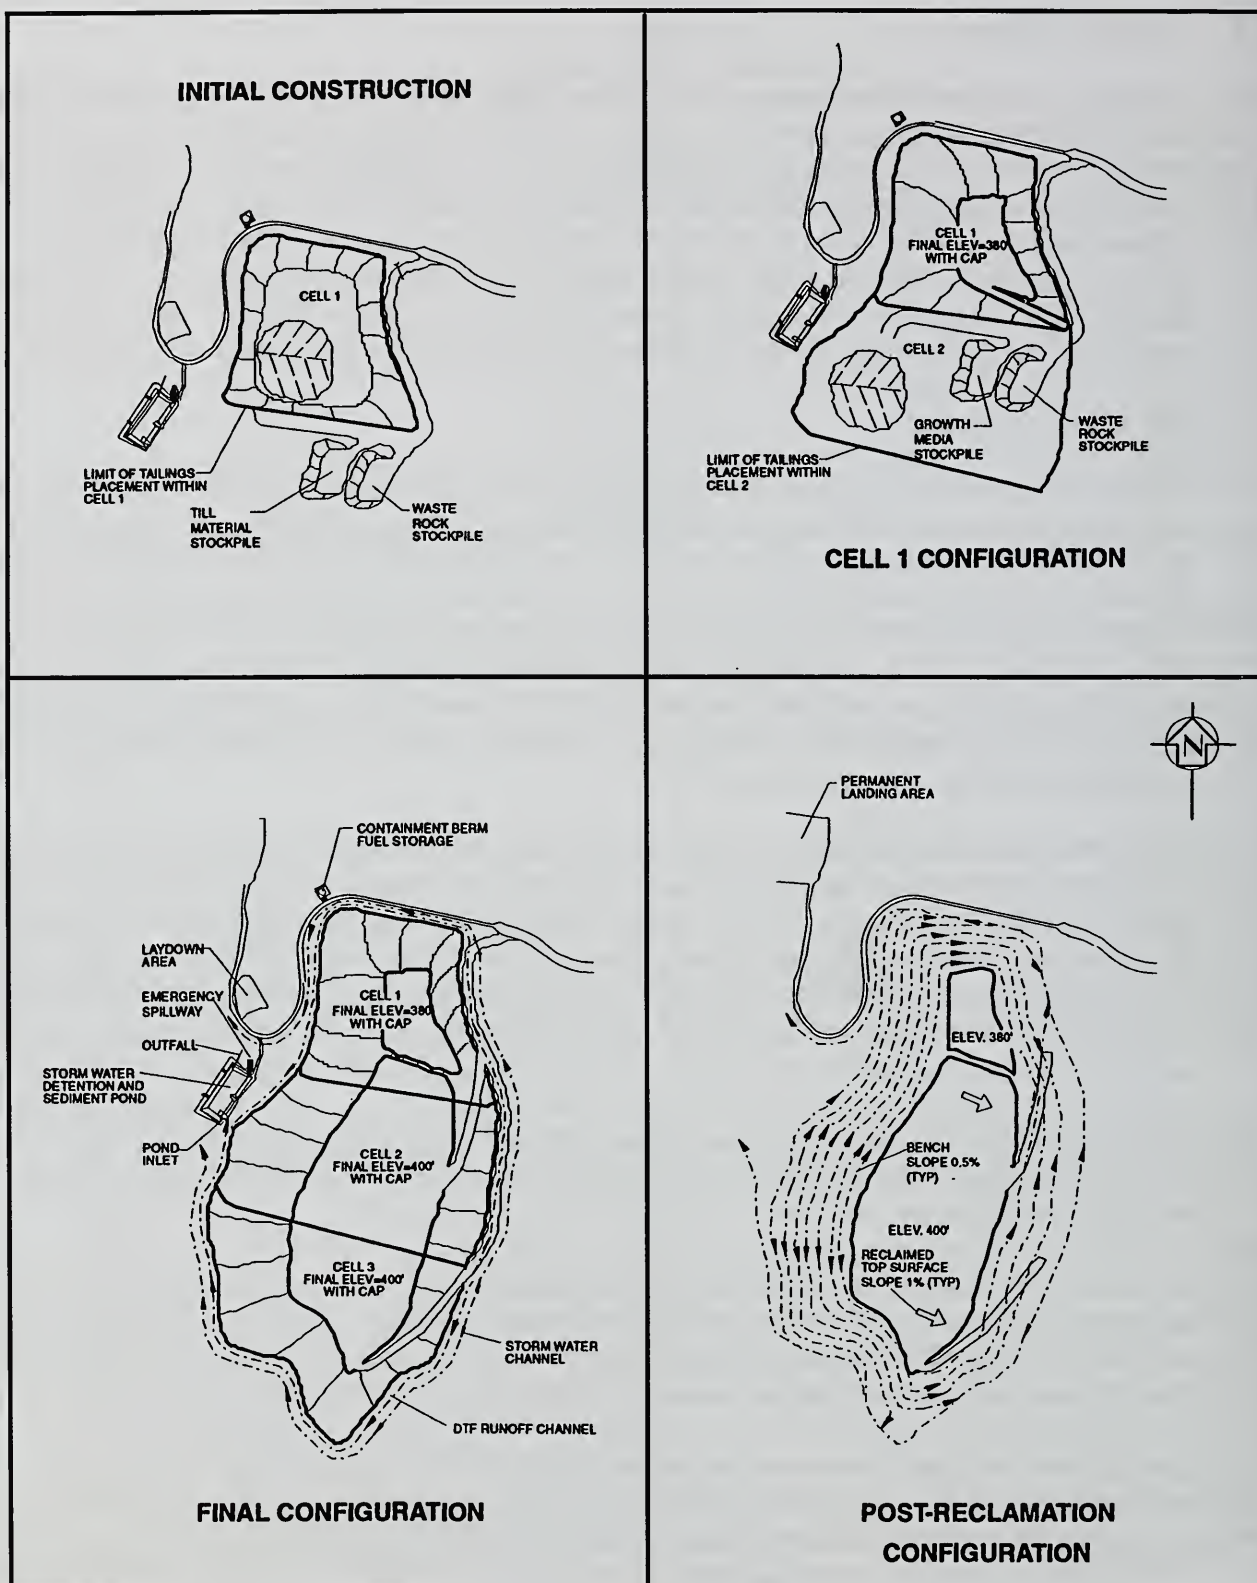 INITIAL CONSTRUCTION
CELL 1
LIMIT OF TAILINGS
PLACEMENT WITHIN
CELL 1
TILL
MATERIAL
STOCKPILE
WASTE
ROCK
STOCKPILE
CELL 1
FINAL ELEV=380'
WITH CAP
CELL 2
GROWTH
MEDIA
STOCKPILE
WASTE
ROCK
STOCKPILE
LIMIT OF TAILINGS
PLACEMENT WITHIN
CELL 2
CELL 1 CONFIGURATION
CONTAINMENT BERM
FUEL STORAGE
LAYDOWN
AREA
EMERGENCY
SPILLWAY
OUTFALL
STORM WATER
DETENTION AND
SEDIMENT POND
POND
INLET
CELL 1
FINAL ELEV=380'
WITH CAP
CELL 2
FINAL ELEV=400'
WITH CAP
CELL 3
FINAL ELEV=400'
WITH CAP
STORM WATER
CHANNEL
DTF RUNOFF CHANNEL
FINAL CONFIGURATION
N
PERMANENT
LANDING AREA
ELEV. 380'
BENCH
SLOPE 0.5%
(TYP)
ELEV. 400'
RECLAIMED
TOP SURFACE
SLOPE 1% (TYP)
POST-RECLAMATION
CONFIGURATION